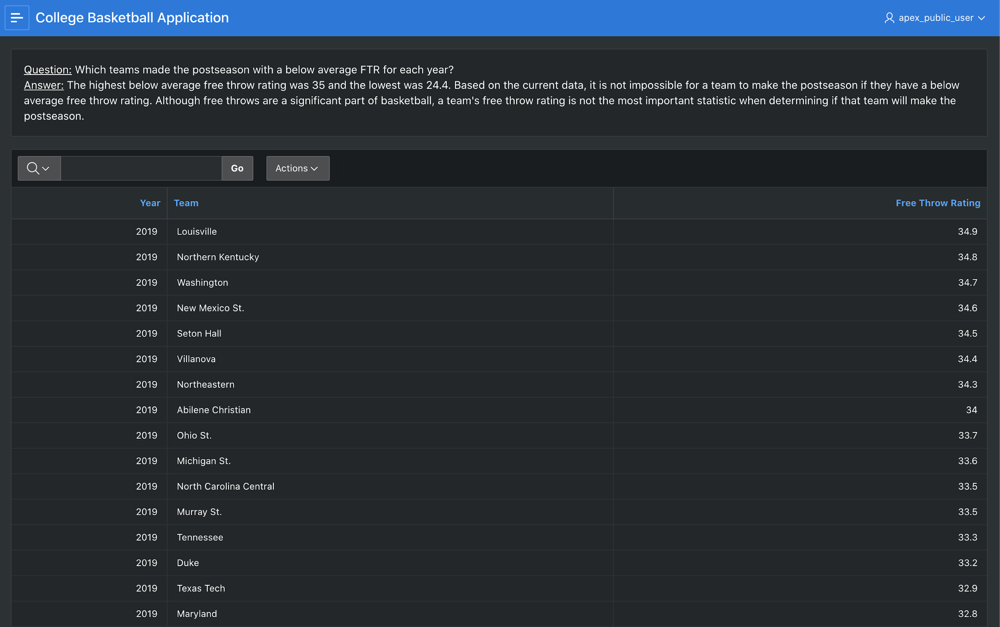 College Basketball Application
apex_public_user
Question: Which teams made the postseason with a below average FTR for each year?
Answer: The highest below average free throw rating was 35 and the lowest was 24.4. Based on the current data, it is not impossible for a team to make the postseason if they have a below
average free throw rating. Although free throws are a significant part of basketball, a team's free throw rating is not the most important statistic when determining if that team will make the
postseason.
Go Actions
Year Team Free Throw Rating
2019 Louisville 34.9
2019 Northern Kentucky 34.8
2019 Washington 34.7
2019 New Mexico St. 34.6
2019 Seton Hall 34.5
2019 Villanova 34.4
2019 Northeastern 34.3
2019 Abilene Christian 34
2019 Ohio St. 33.7
2019 Michigan St. 33.6
2019 North Carolina Central 33.5
2019 Murray St. 33.5
2019 Tennessee 33.3
2019 Duke 33.2
2019 Texas Tech 32.9
2019 Maryland 32.8